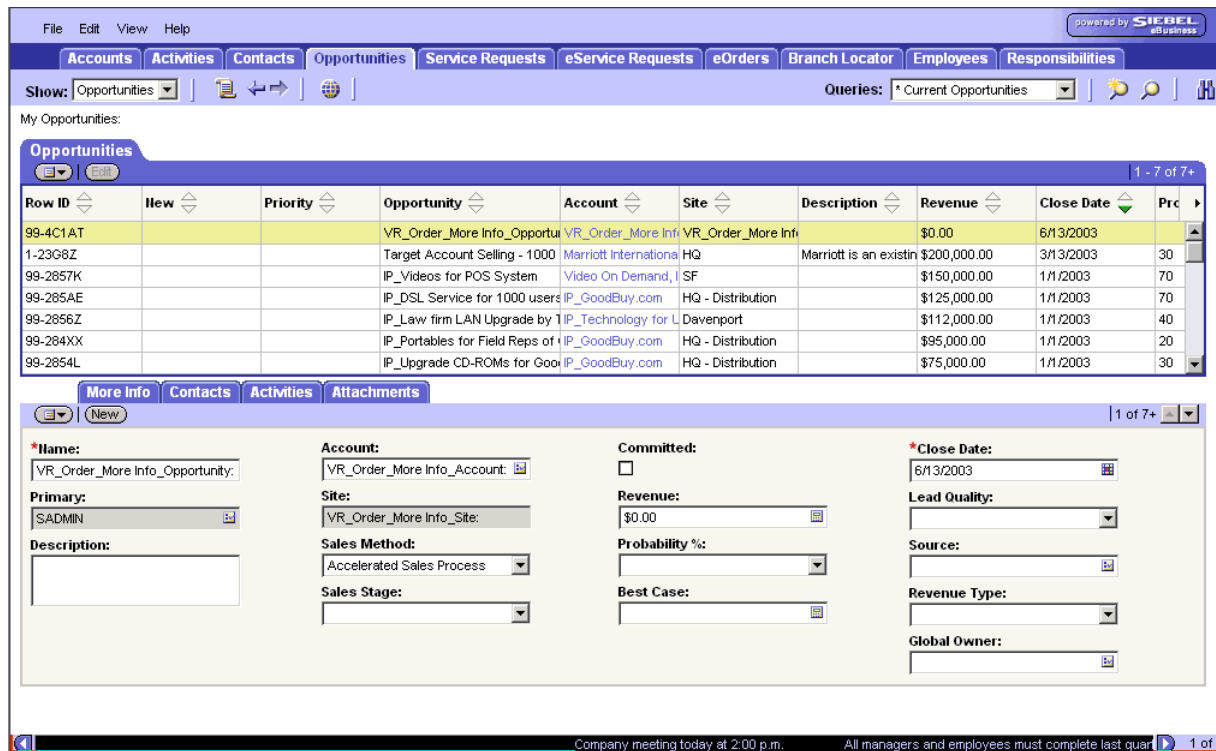 File Edit View Help
powered by SIEBEL eBusiness
Accounts Activities Contacts Opportunities Service Requests eService Requests eOrders Branch Locator Employees Responsibilities
Show: Opportunities Queries: * Current Opportunities
My Opportunities:
Opportunities
Edit 1 - 7 of 7+
Row ID New Priority Opportunity Account Site Description Revenue Close Date Prc
99-4C1AT VR_Order_More Info_Opportu VR_Order_More Inf VR_Order_More Inf $0.00 6/13/2003
1-23G8Z Target Account Selling - 1000 Marriott Internationa HQ Marriott is an existin $200,000.00 3/13/2003 30
99-2857K IP_Videos for POS System Video On Demand, I SF $150,000.00 1/1/2003 70
99-285AE IP_DSL Service for 1000 users IP_GoodBuy.com HQ - Distribution $125,000.00 1/1/2003 70
99-2856Z IP_Law firm LAN Upgrade by T IP_Technology for L Davenport $112,000.00 1/1/2003 40
99-284XX IP_Portables for Field Reps of IP_GoodBuy.com HQ - Distribution $95,000.00 1/1/2003 20
99-2854L IP_Upgrade CD-ROMs for Goo IP_GoodBuy.com HQ - Distribution $75,000.00 1/1/2003 30
More Info Contacts Activities Attachments
New 1 of 7+
*Name: Account: Committed: *Close Date:
VR_Order_More Info_Opportunity: VR_Order_More Info_Account: 6/13/2003
Primary: Site: Revenue: Lead Quality:
SADMIN VR_Order_More Info_Site: $0.00
Description: Sales Method: Probability %: Source:
Accelerated Sales Process
Sales Stage: Best Case: Revenue Type:
Global Owner:
Company meeting today at 2:00 p.m. All managers and employees must complete last quart 1 of